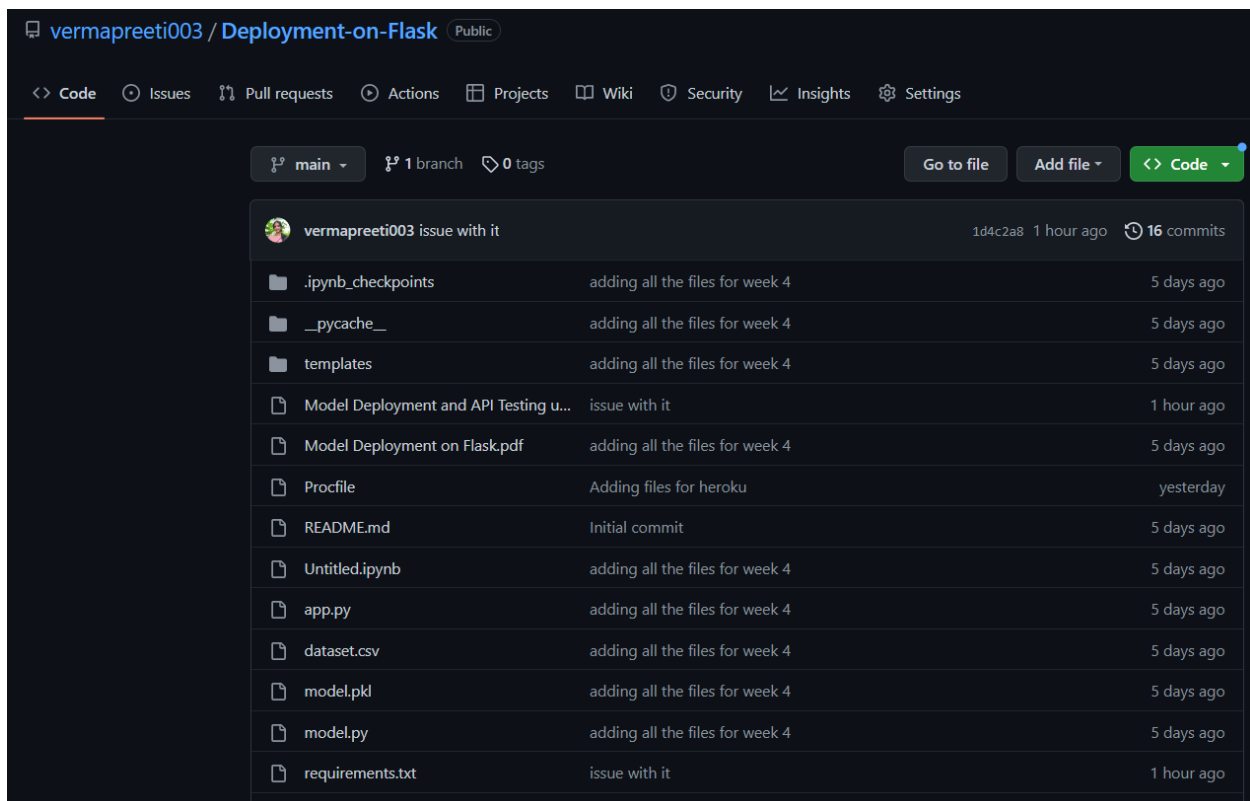 vermapreeti003 / Deployment-on-Flask Public
Code Issues Pull requests Actions Projects Wiki Security Insights Settings
main 1 branch 0 tags Go to file Add file Code
vermapreeti003 issue with it 1d4c2a8 1 hour ago 16 commits
.ipynb_checkpoints adding all the files for week 4 5 days ago
__pycache__ adding all the files for week 4 5 days ago
templates adding all the files for week 4 5 days ago
Model Deployment and API Testing u... issue with it 1 hour ago
Model Deployment on Flask.pdf adding all the files for week 4 5 days ago
Procfile Adding files for heroku yesterday
README.md Initial commit 5 days ago
Untitled.ipynb adding all the files for week 4 5 days ago
app.py adding all the files for week 4 5 days ago
dataset.csv adding all the files for week 4 5 days ago
model.pkl adding all the files for week 4 5 days ago
model.py adding all the files for week 4 5 days ago
requirements.txt issue with it 1 hour ago